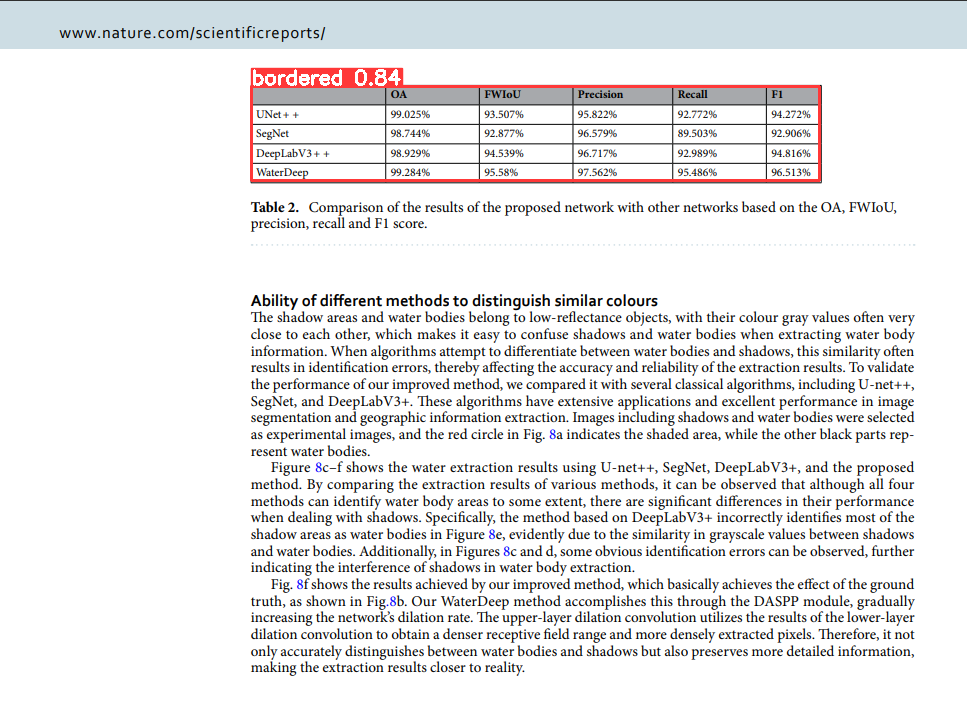 www.nature.com/scientificreports/
bordered 0.84
OA FWIoU Precision Recall F1
UNet++ 99.025% 93.507% 95.822% 92.772% 94.272%
SegNet 98.744% 92.877% 96.579% 89.503% 92.906%
DeepLabV3++ 98.929% 94.539% 96.717% 92.989% 94.816%
WaterDeep 99.284% 95.58% 97.562% 95.486% 96.513%
Table 2. Comparison of the results of the proposed network with other networks based on the OA, FWIoU,
precision, recall and F1 score.
Ability of different methods to distinguish similar colours
The shadow areas and water bodies belong to low-reflectance objects, with their colour gray values often very
close to each other, which makes it easy to confuse shadows and water bodies when extracting water body
information. When algorithms attempt to differentiate between water bodies and shadows, this similarity often
results in identification errors, thereby affecting the accuracy and reliability of the extraction results. To validate
the performance of our improved method, we compared it with several classical algorithms, including U-net++,
SegNet, and DeepLabV3+. These algorithms have extensive applications and excellent performance in image
segmentation and geographic information extraction. Images including shadows and water bodies were selected
as experimental images, and the red circle in Fig. 8a indicates the shaded area, while the other black parts rep-
resent water bodies.
Figure 8c–f shows the water extraction results using U-net++, SegNet, DeepLabV3+, and the proposed
method. By comparing the extraction results of various methods, it can be observed that although all four
methods can identify water body areas to some extent, there are significant differences in their performance
when dealing with shadows. Specifically, the method based on DeepLabV3+ incorrectly identifies most of the
shadow areas as water bodies in Figure 8e, evidently due to the similarity in grayscale values between shadows
and water bodies. Additionally, in Figures 8c and d, some obvious identification errors can be observed, further
indicating the interference of shadows in water body extraction.
Fig. 8f shows the results achieved by our improved method, which basically achieves the effect of the ground
truth, as shown in Fig.8b. Our WaterDeep method accomplishes this through the DASPP module, gradually
increasing the network's dilation rate. The upper-layer dilation convolution utilizes the results of the lower-layer
dilation convolution to obtain a denser receptive field range and more densely extracted pixels. Therefore, it not
only accurately distinguishes between water bodies and shadows but also preserves more detailed information,
making the extraction results closer to reality.